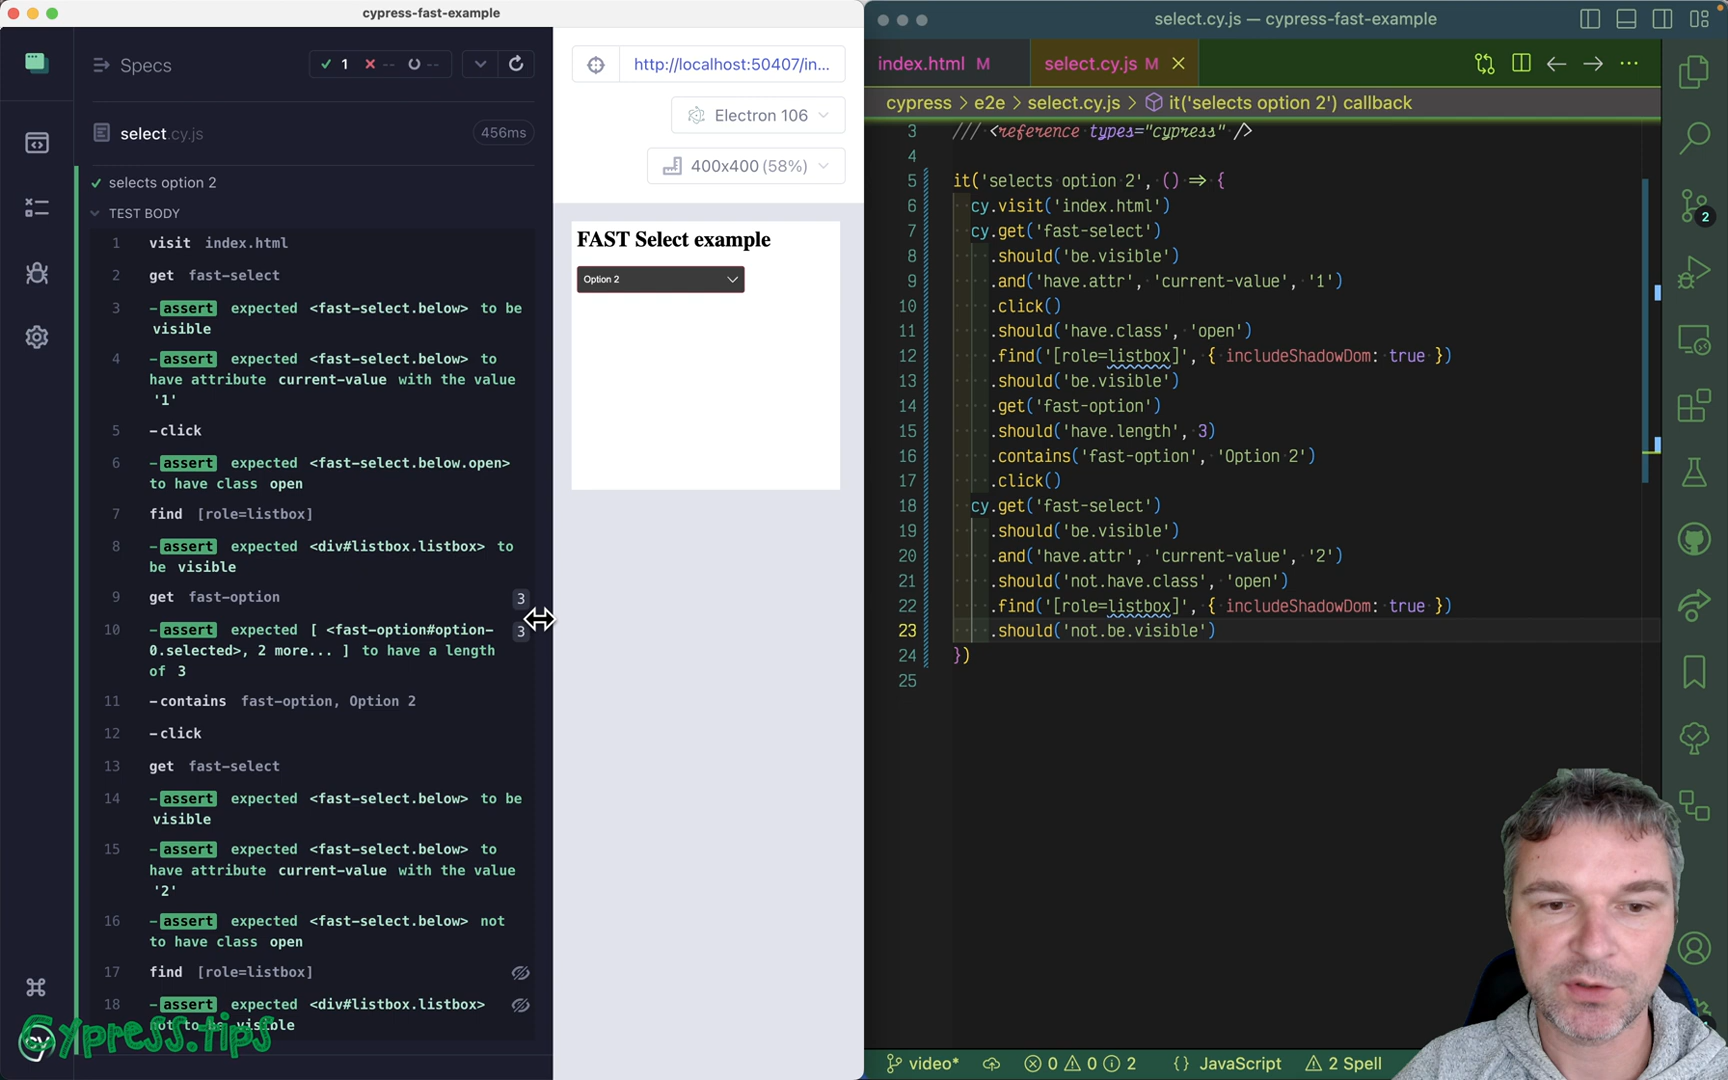 cypress-fast-example
Specs
1 -- --
select.cy.js 456ms
selects option 2
TEST BODY
1 visit index.html
2 get fast-select
3 -assert expected <fast-select.below> to be
visible
4 -assert expected <fast-select.below> to
have attribute current-value with the value
'1'
5 -click
6 -assert expected <fast-select.below.open>
to have class open
7 find [role=listbox]
8 -assert expected <div#listbox.listbox> to
be visible
9 get fast-option 3
10 -assert expected [ <fast-option#option- 3
0.selected>, 2 more... ] to have a length
of 3
11 -contains fast-option, Option 2
12 -click
13 get fast-select
14 -assert expected <fast-select.below> to be
visible
15 -assert expected <fast-select.below> to
have attribute current-value with the value
'2'
16 -assert expected <fast-select.below> not
to have class open
17 find [role=listbox]
18 -assert expected <div#listbox.listbox>
not to be visible
Cypress.tips
cy
http://localhost:50407/in...
Electron 106
400x400 (58%)
FAST Select example
Option 2
select.cy.js — cypress-fast-example
index.html M
select.cy.js M
cypress > e2e > select.cy.js > it('selects option 2') callback
3 /// <reference types="cypress" />
4
5 it('selects option 2', () => {
6 cy.visit('index.html')
7 cy.get('fast-select')
8 .should('be.visible')
9 .and('have.attr', 'current-value', '1')
10 .click()
11 .should('have.class', 'open')
12 .find('[role=listbox]', { includeShadowDom: true })
13 .should('be.visible')
14 .get('fast-option')
15 .should('have.length', 3)
16 .contains('fast-option', 'Option 2')
17 .click()
18 cy.get('fast-select')
19 .should('be.visible')
20 .and('have.attr', 'current-value', '2')
21 .should('not.have.class', 'open')
22 .find('[role=listbox]', { includeShadowDom: true })
23 .should('not.be.visible')
24 })
25
2
video* 0 0 2 {} JavaScript 2 Spell